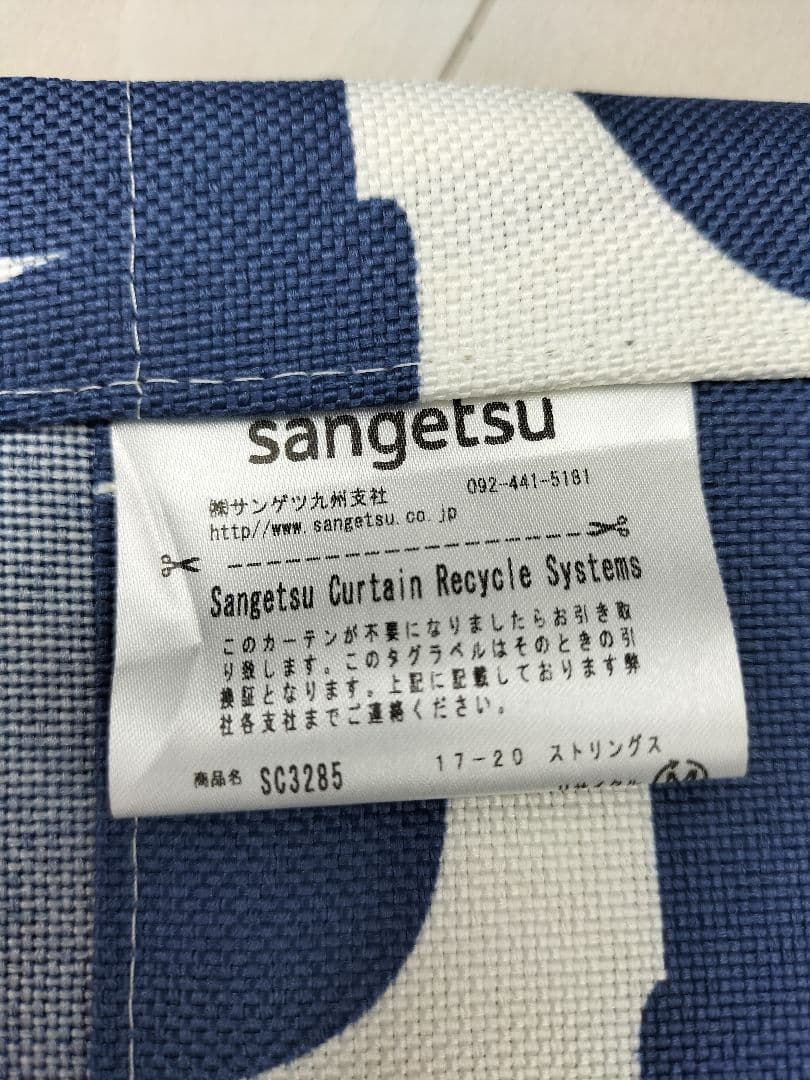 sangetsu
㈱サンゲツ九州支社 092-441-5181
http//www.sangetsu.co.jp
Sangetsu Curtain Recycle Systems
このカーテンが不要になりましたらお引き取
り致します。このタグラベルはそのときの引
換証となります。上記に記載しております弊
社各支社までご連絡ください。
商品名 SC3285 17-20 ストリングス
リサイクル M